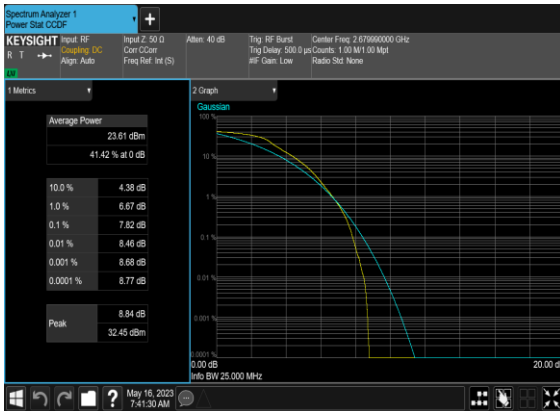 Spectrum Analyzer 1
Power Stat CCDF
+
KEYSIGHT
R T
LNI
Input: RF
Coupling: DC
Align: Auto
Input Z: 50 Ω
Corr CCorr
Freq Ref: Int (S)
Atten: 40 dB
Trig: RF Burst
Trig Delay: 500.0 µs
#IF Gain: Low
Center Freq: 2.679990000 GHz
Counts: 1.00 M/1.00 Mpt
Radio Std: None
1 Metrics
Average Power
23.61 dBm
41.42 % at 0 dB
10.0 % 4.38 dB
1.0 % 6.67 dB
0.1 % 7.82 dB
0.01 % 8.46 dB
0.001 % 8.68 dB
0.0001 % 8.77 dB
Peak
8.84 dB
32.45 dBm
2 Graph
Gaussian
100 %
10 %
1 %
0.1 %
0.01 %
0.001 %
0.0001 %
0.00 dB
20.00 d
Info BW 25.000 MHz
?
May 16, 2023
7:41:30 AM